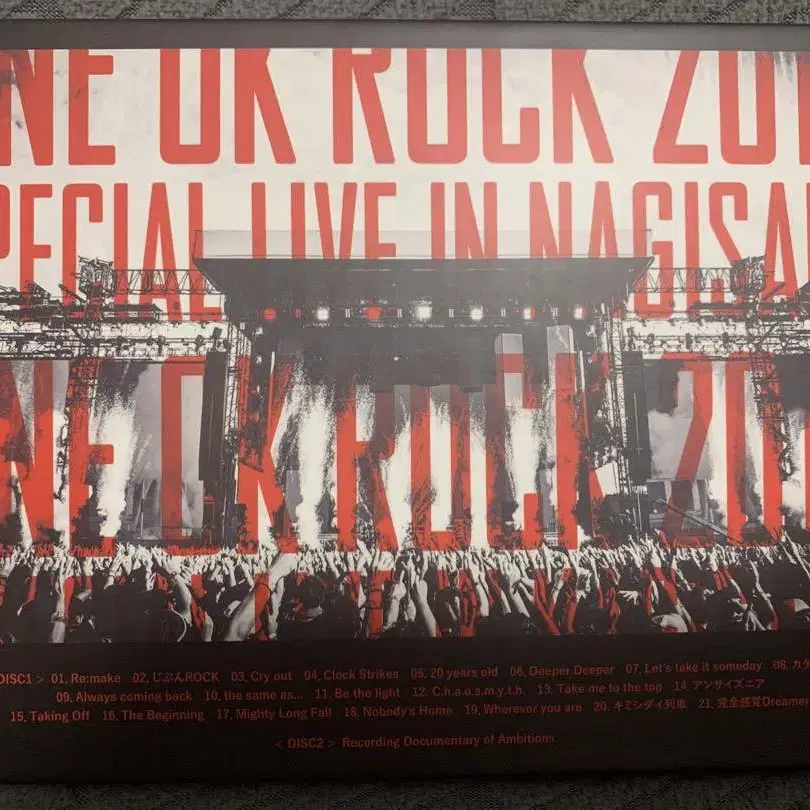 NE OK ROCK 201
PECIAL LIVE IN NAGISA
NE OK ROCK 201
DISC1 > 01, Re:make 02, じぶんROCK 03, Cry out 04, Clock Strikes 05, 20 years old 06, Deeper Deeper 07, Let's take it someday 08, カゲ
09, Always coming back 10, the same as... 11, Be the light 12, C.h.a.o.s.m.y.t.h. 13, Take me to the top 14, アンサイズニア
15, Taking Off 16, The Beginning 17, Mighty Long Fall 18, Nobody's Home 19, Wherever you are 20, キミシダイ列車 21, 完全感覚Dreamer
< DISC2 > Recording Documentary of Ambitions